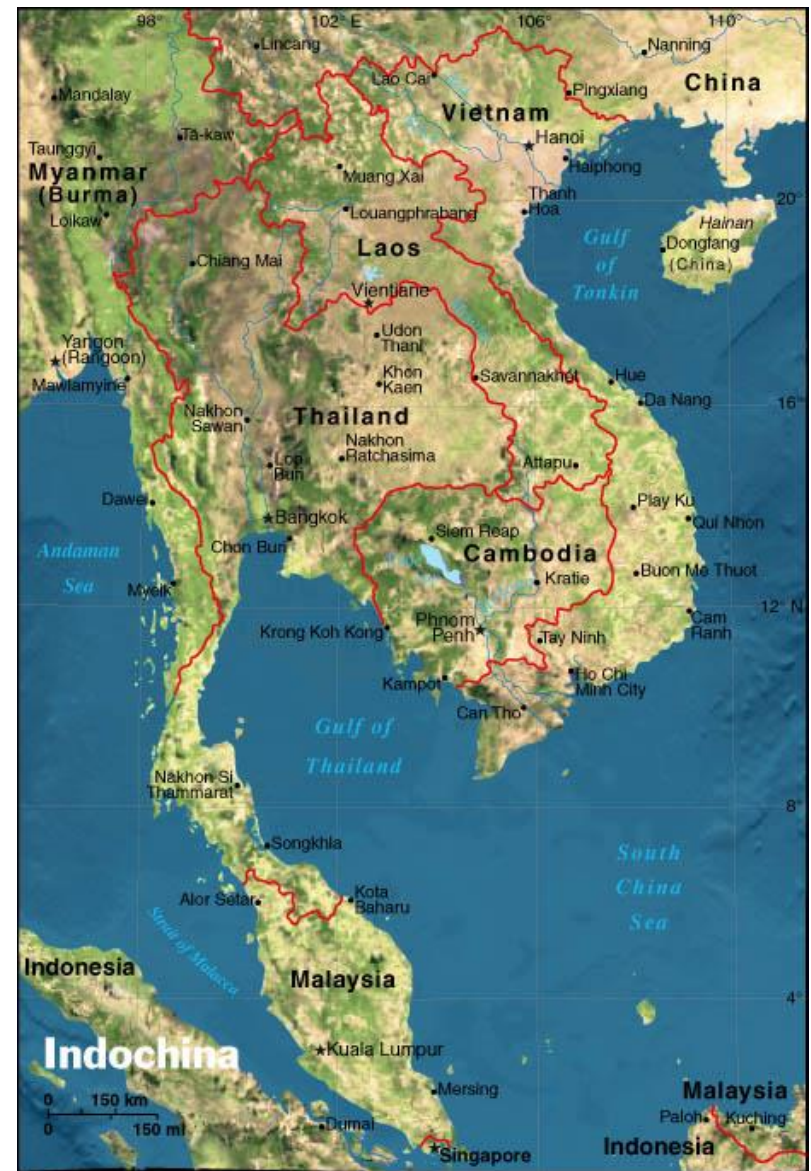 98°
102° E
106°
110°
Lincang
Nanning
Lao Cai
China
Mandalay
Pingxiang
Vietnam
Ta-kaw
Hanoi
Taunggyi
Haiphong
Myanmar
(Burma)
Muang Xai
Thanh
Hoa
20°
Loikaw
Louangphrabang
Hainan
Gulf
of
Tonkin
Dongfang
(China)
Laos
Chiang Mai
Vientiane
Udon
Thani
Yangon
(Rangoon)
Khon
Kaen
Savannakhet
Hue
Mawlamyine
Da Nang
16°
Thailand
Nakhon
Sawan
Nakhon
Ratchasima
Lop
Buri
Attapu
Dawei
Play Ku
Bangkok
Qui Nhon
Siem Reap
Chon Buri
Cambodia
Andaman
Sea
Myeik
Kratie
Buon Me Thuot
12° N
Phnom
Penh
Cam
Ranh
Krong Koh Kong
Tay Ninh
Kampot
Ho Chi
Minh City
Can Tho
Gulf of
Thailand
Nakhon Si
Thammarat
8°
Songkhla
South
China
Sea
Alor Setar
Kota
Baharu
Strait of Malacca
Indonesia
Malaysia
4°
Indochina
Kuala Lumpur
0 150 km
0 150 mi
Mersing
Malaysia
Paloh
Kuching
Dumai
Indonesia
Singapore